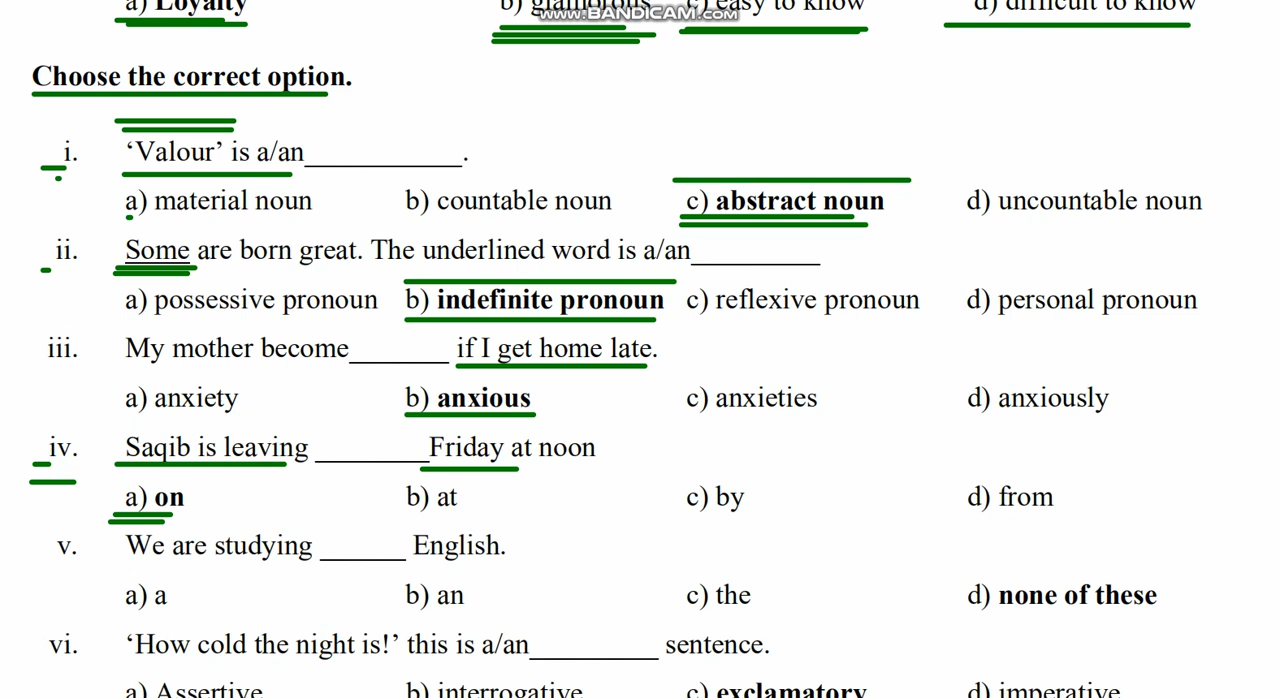 a) Loyalty b) glamorous c) easy to know d) difficult to know
www.BANDICAM.com
Choose the correct option.
i. ‘Valour’ is a/an___________.
a) material noun b) countable noun c) abstract noun d) uncountable noun
ii. Some are born great. The underlined word is a/an_________
a) possessive pronoun b) indefinite pronoun c) reflexive pronoun d) personal pronoun
iii. My mother become_______ if I get home late.
a) anxiety b) anxious c) anxieties d) anxiously
iv. Saqib is leaving ________Friday at noon
a) on b) at c) by d) from
v. We are studying ______ English.
a) a b) an c) the d) none of these
vi. ‘How cold the night is!’ this is a/an_________ sentence.
a) Assertive b) interrogative c) exclamatory d) imperative